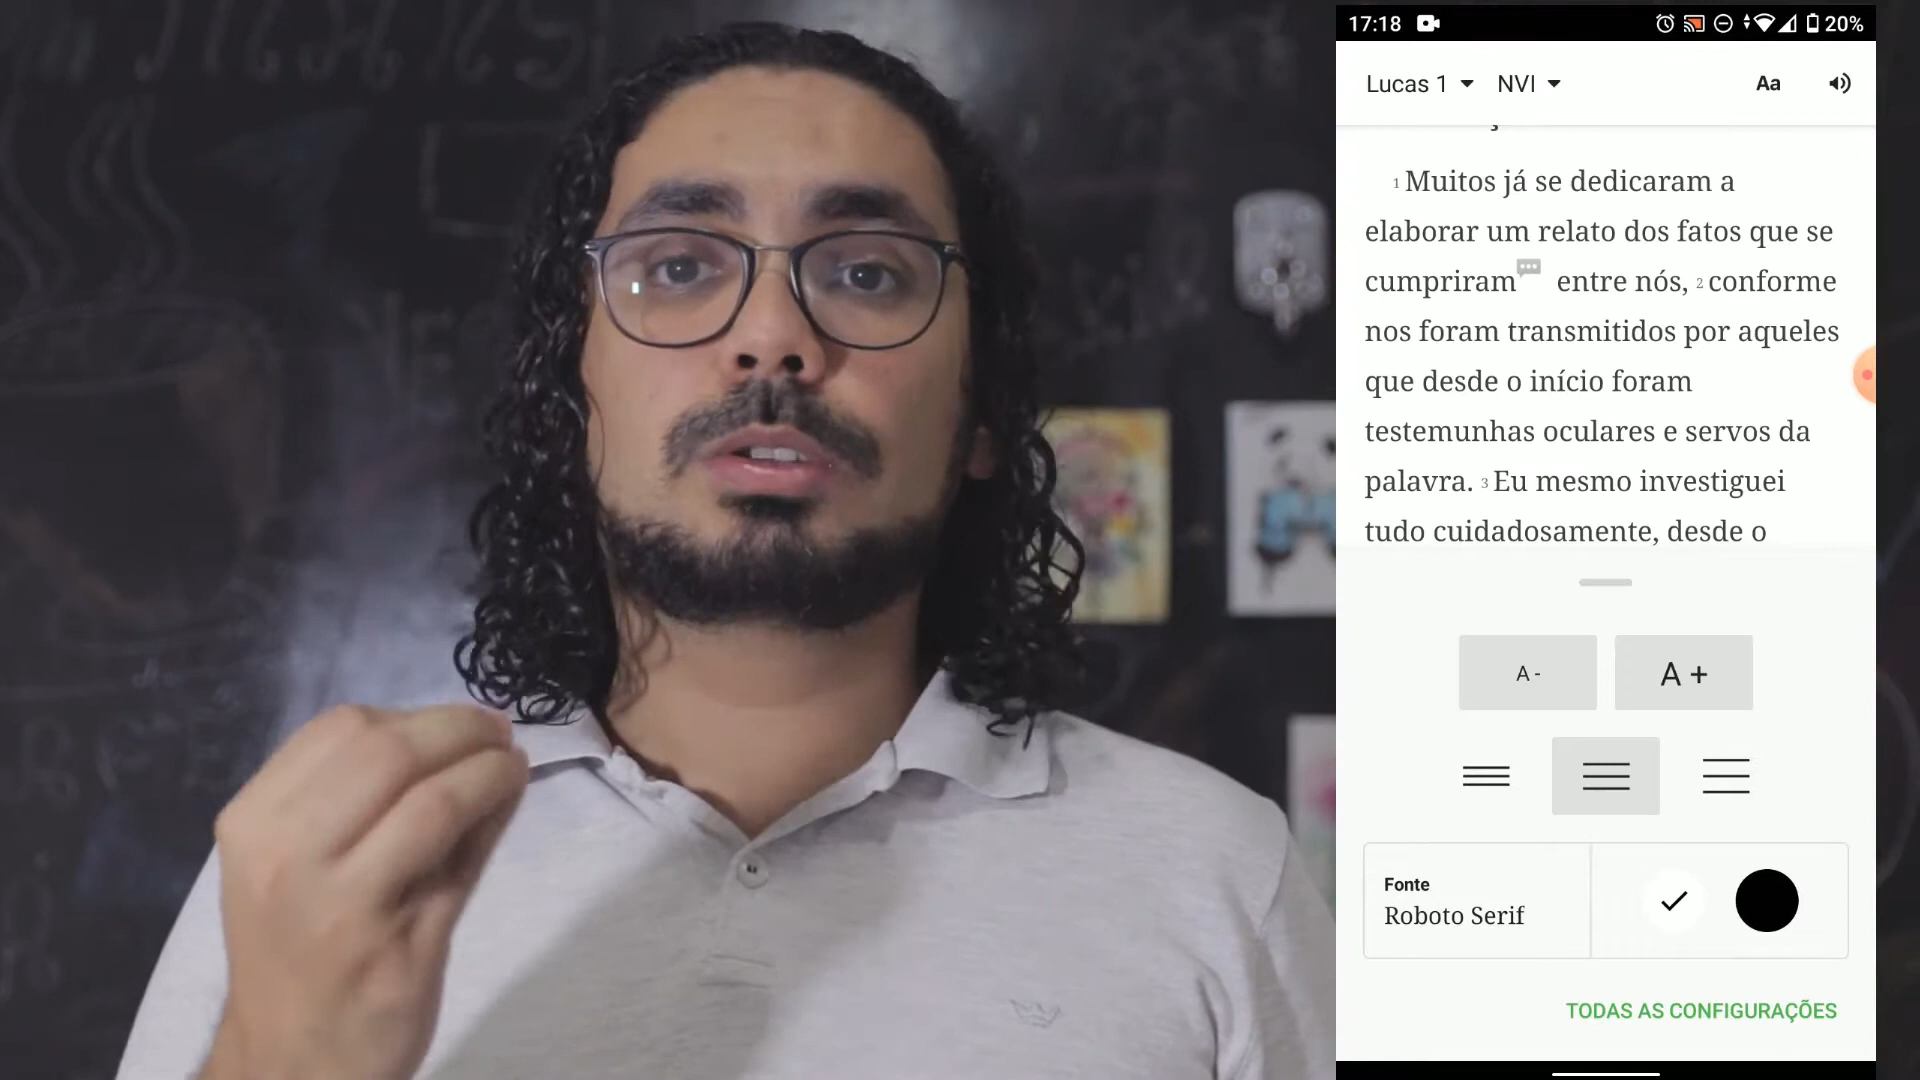 17:18
20%
Lucas 1
NVI
Aa
1 Muitos já se dedicaram a
elaborar um relato dos fatos que se
cumpriram entre nós, 2 conforme
nos foram transmitidos por aqueles
que desde o início foram
testemunhas oculares e servos da
palavra. 3 Eu mesmo investiguei
tudo cuidadosamente, desde o
A -
A +
Fonte
Roboto Serif
TODAS AS CONFIGURAÇÕES